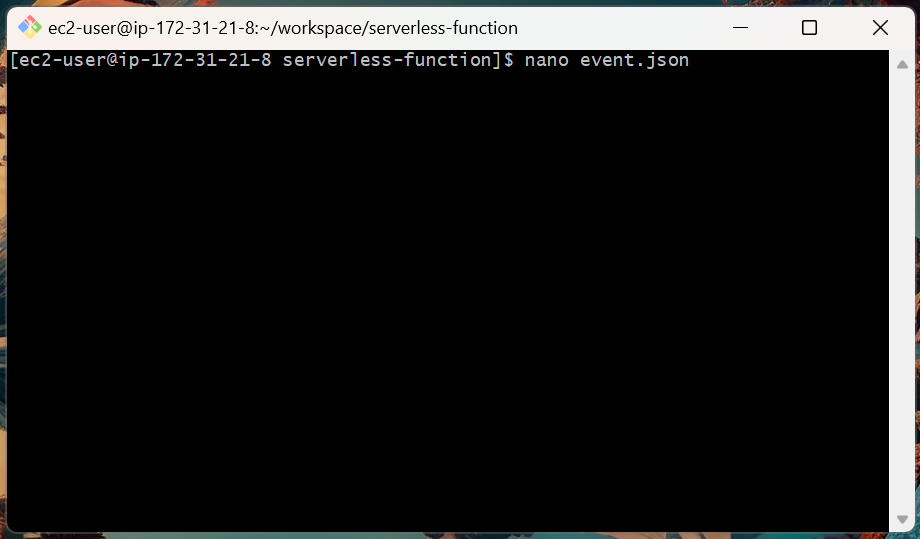 ec2-user@ip-172-31-21-8:~/workspace/serverless-function
[ec2-user@ip-172-31-21-8 serverless-function]$ nano event.json